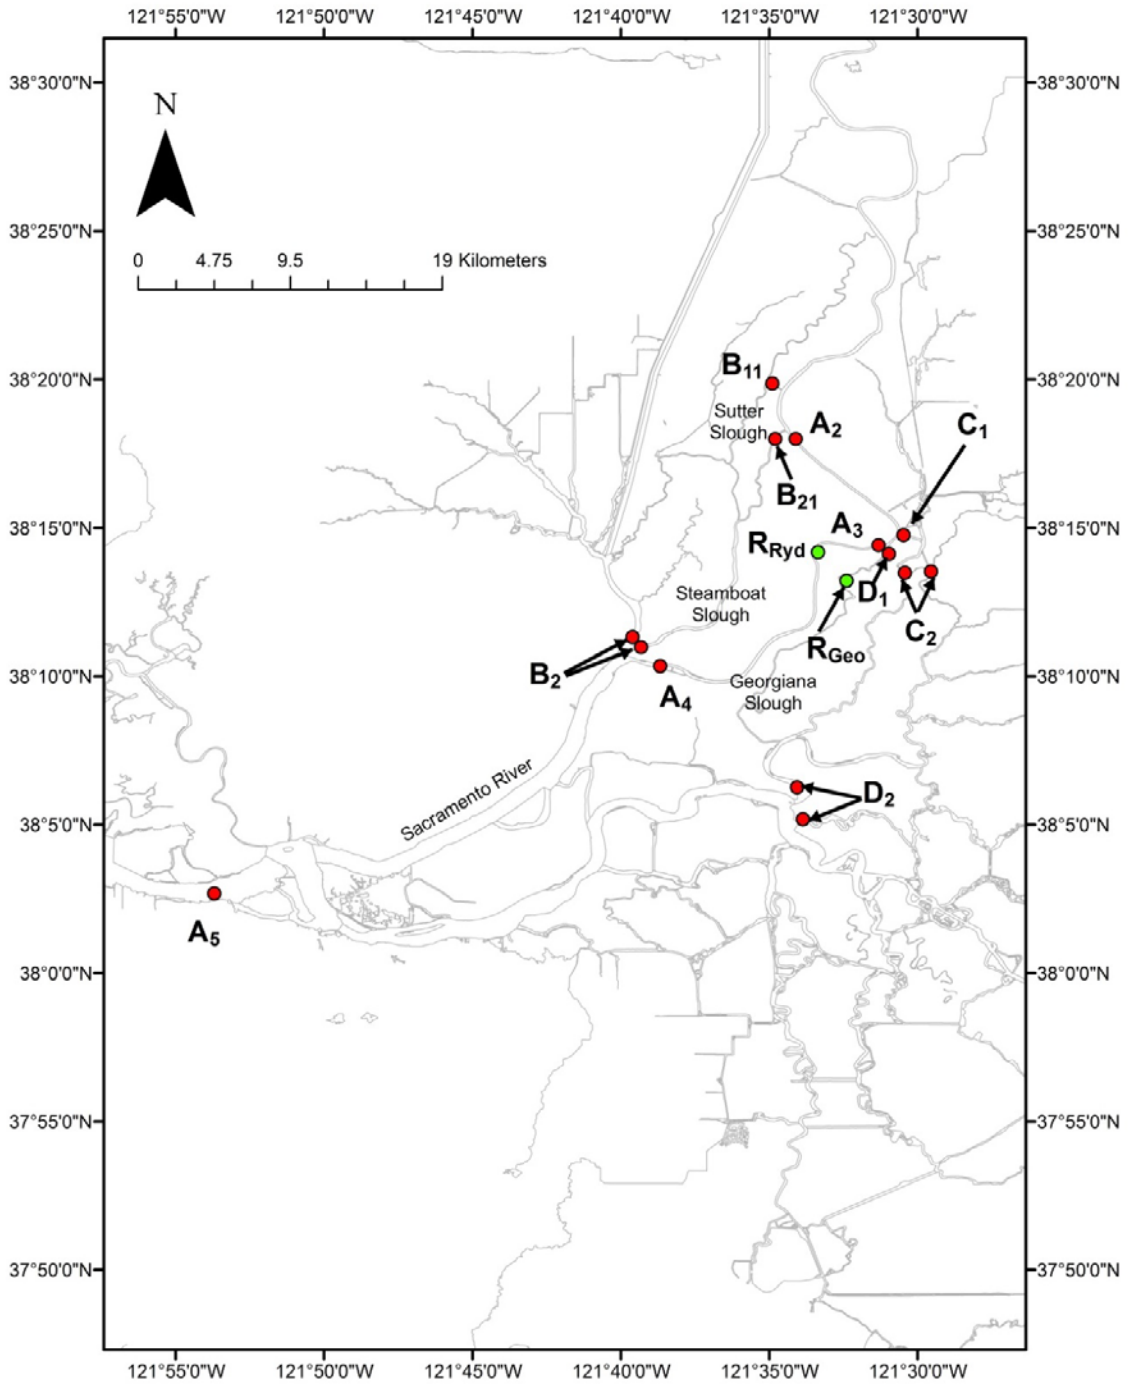 121°55'0"W 121°50'0"W 121°40'0"W 121°35'0"W 121°30'0"W
38°30'0"N 38°30'0"N
N
38°25'0"N 38°25'0"N
0 4.75 9.5 19 Kilometers
38°20'0"N 38°20'0"N
B11
Sutter
Slough
A2
C1
B21
38°15'0"N 38°15'0"N
A3
RRyd
Steamboat
Slough
D1
C2
RGeo
38°10'0"N 38°10'0"N
B2
A4
Georgiana
Slough
Sacramento River
D2
38°5'0"N 38°5'0"N
A5
38°0'0"N 38°0'0"N
37°55'0"N 37°55'0"N
37°50'0"N 37°50'0"N
121°55'0"W 121°50'0"W 121°45'0"W 121°40'0"W 121°35'0"W 121°30'0"W